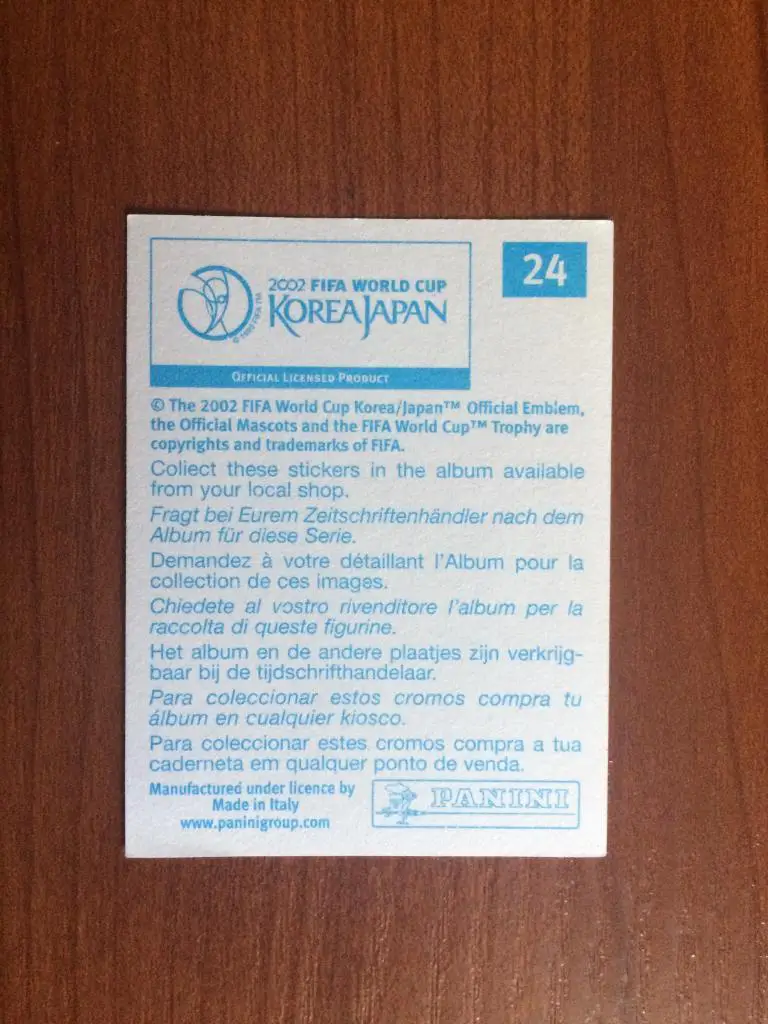 24
2002 FIFA WORLD CUP
KOREAJAPAN
© 1999 FIFA TM
OFFICIAL LICENSED PRODUCT
© The 2002 FIFA World Cup Korea/Japan™ Official Emblem,
the Official Mascots and the FIFA World Cup™ Trophy are
copyrights and trademarks of FIFA.
Collect these stickers in the album available
from your local shop.
Fragt bei Eurem Zeitschriftenhändler nach dem
Album für diese Serie.
Demandez à votre détaillant l'Album pour la
collection de ces images.
Chiedete al vostro rivenditore l'album per la
raccolta di queste figurine.
Het album en de andere plaatjes zijn verkrijg-
baar bij de tijdschrifthandelaar.
Para coleccionar estos cromos compra tu
álbum en cualquier kiosco.
Para coleccionar estes cromos compra a tua
caderneta em qualquer ponto de venda.
Manufactured under licence by
Made in Italy
www.paninigroup.com
PANINI